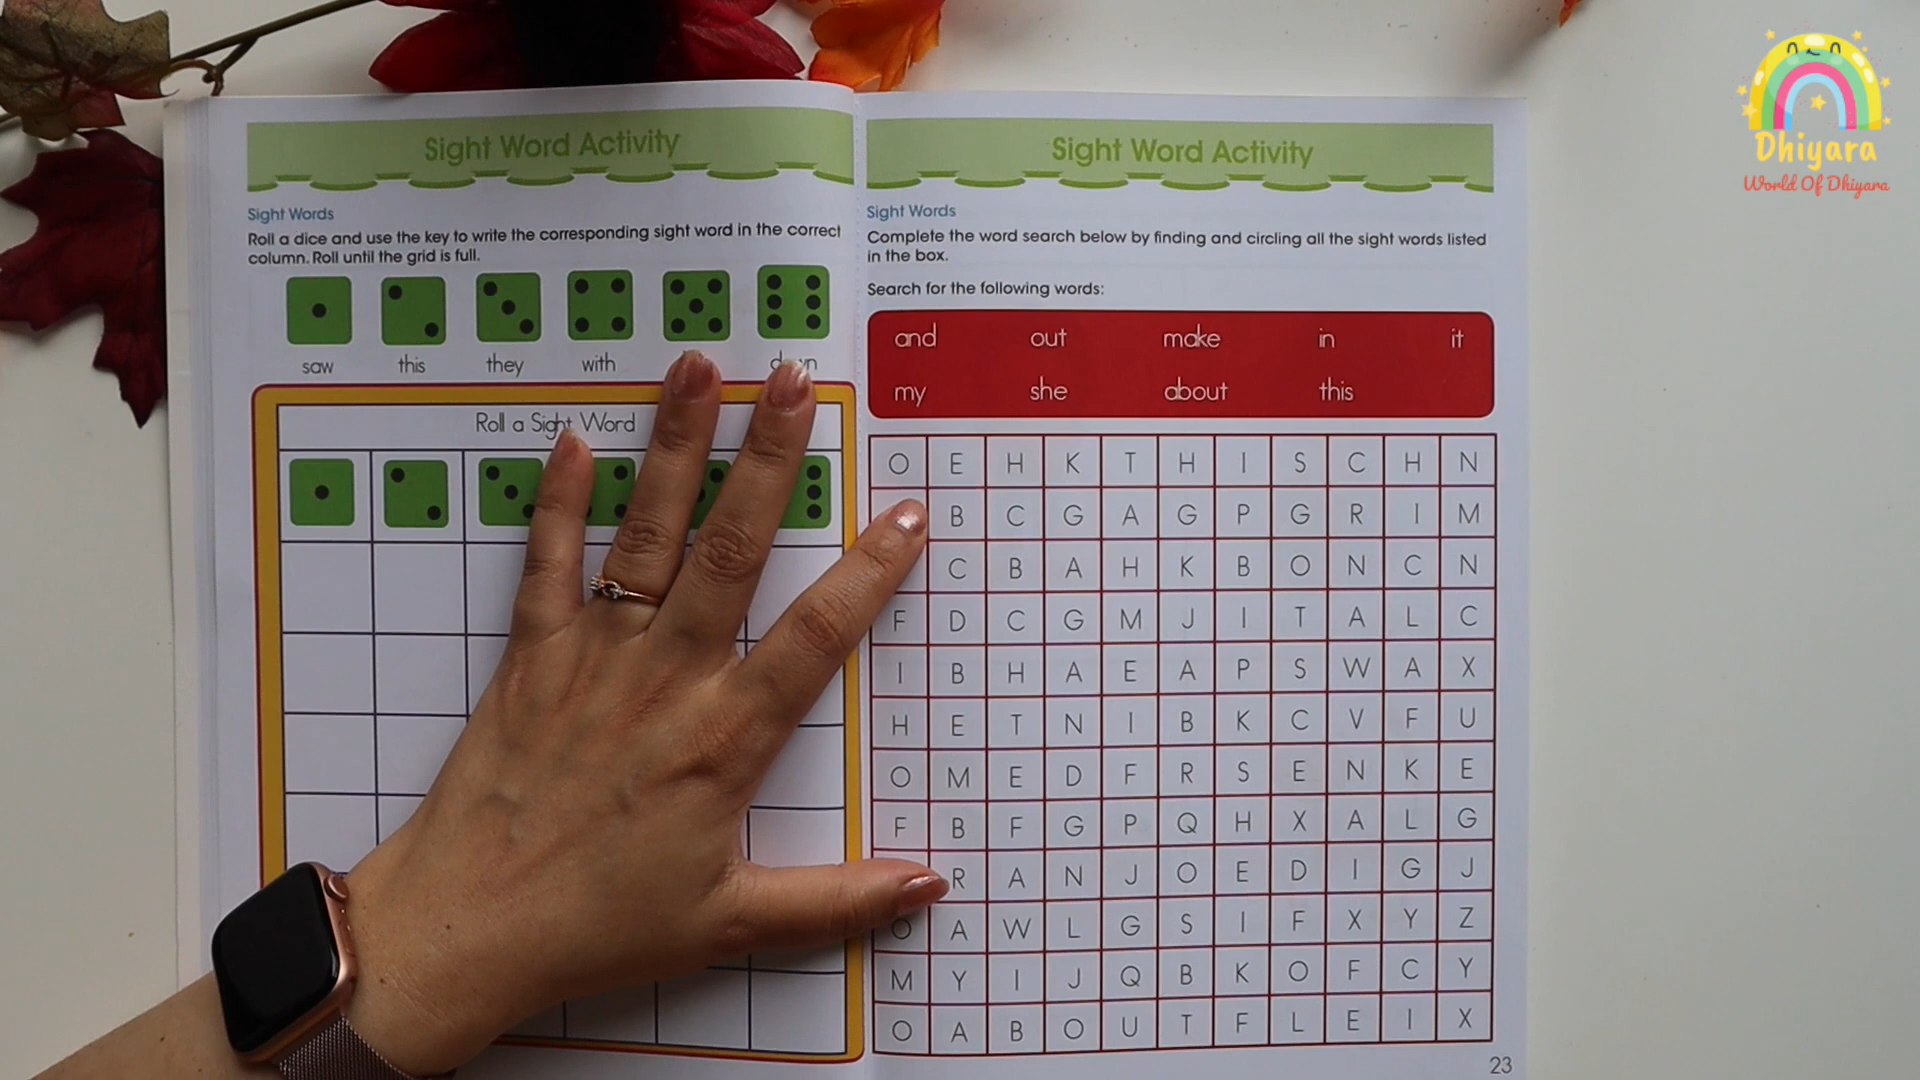 Dhiyara
World Of Dhiyara
Sight Word Activity
Sight Words
Roll a dice and use the key to write the corresponding sight word in the correct
column. Roll until the grid is full.
saw this they with
Roll a Sight Word
Sight Word Activity
Sight Words
Complete the word search below by finding and circling all the sight words listed
in the box.
Search for the following words:
and out make in it
my she about this
O E H K T H I S C H N
B C G A G P G R I M
C B A H K B O N C N
F D C G M J I T A L C
I B H A E A P S W A X
H E T N I B K C V F U
O M E D F R S E N K E
F B F G P Q H X A L G
R A N J O E D I G J
O A W L G S I F X Y Z
M Y I J Q B K O F C Y
O A B O U T F L E I X
23